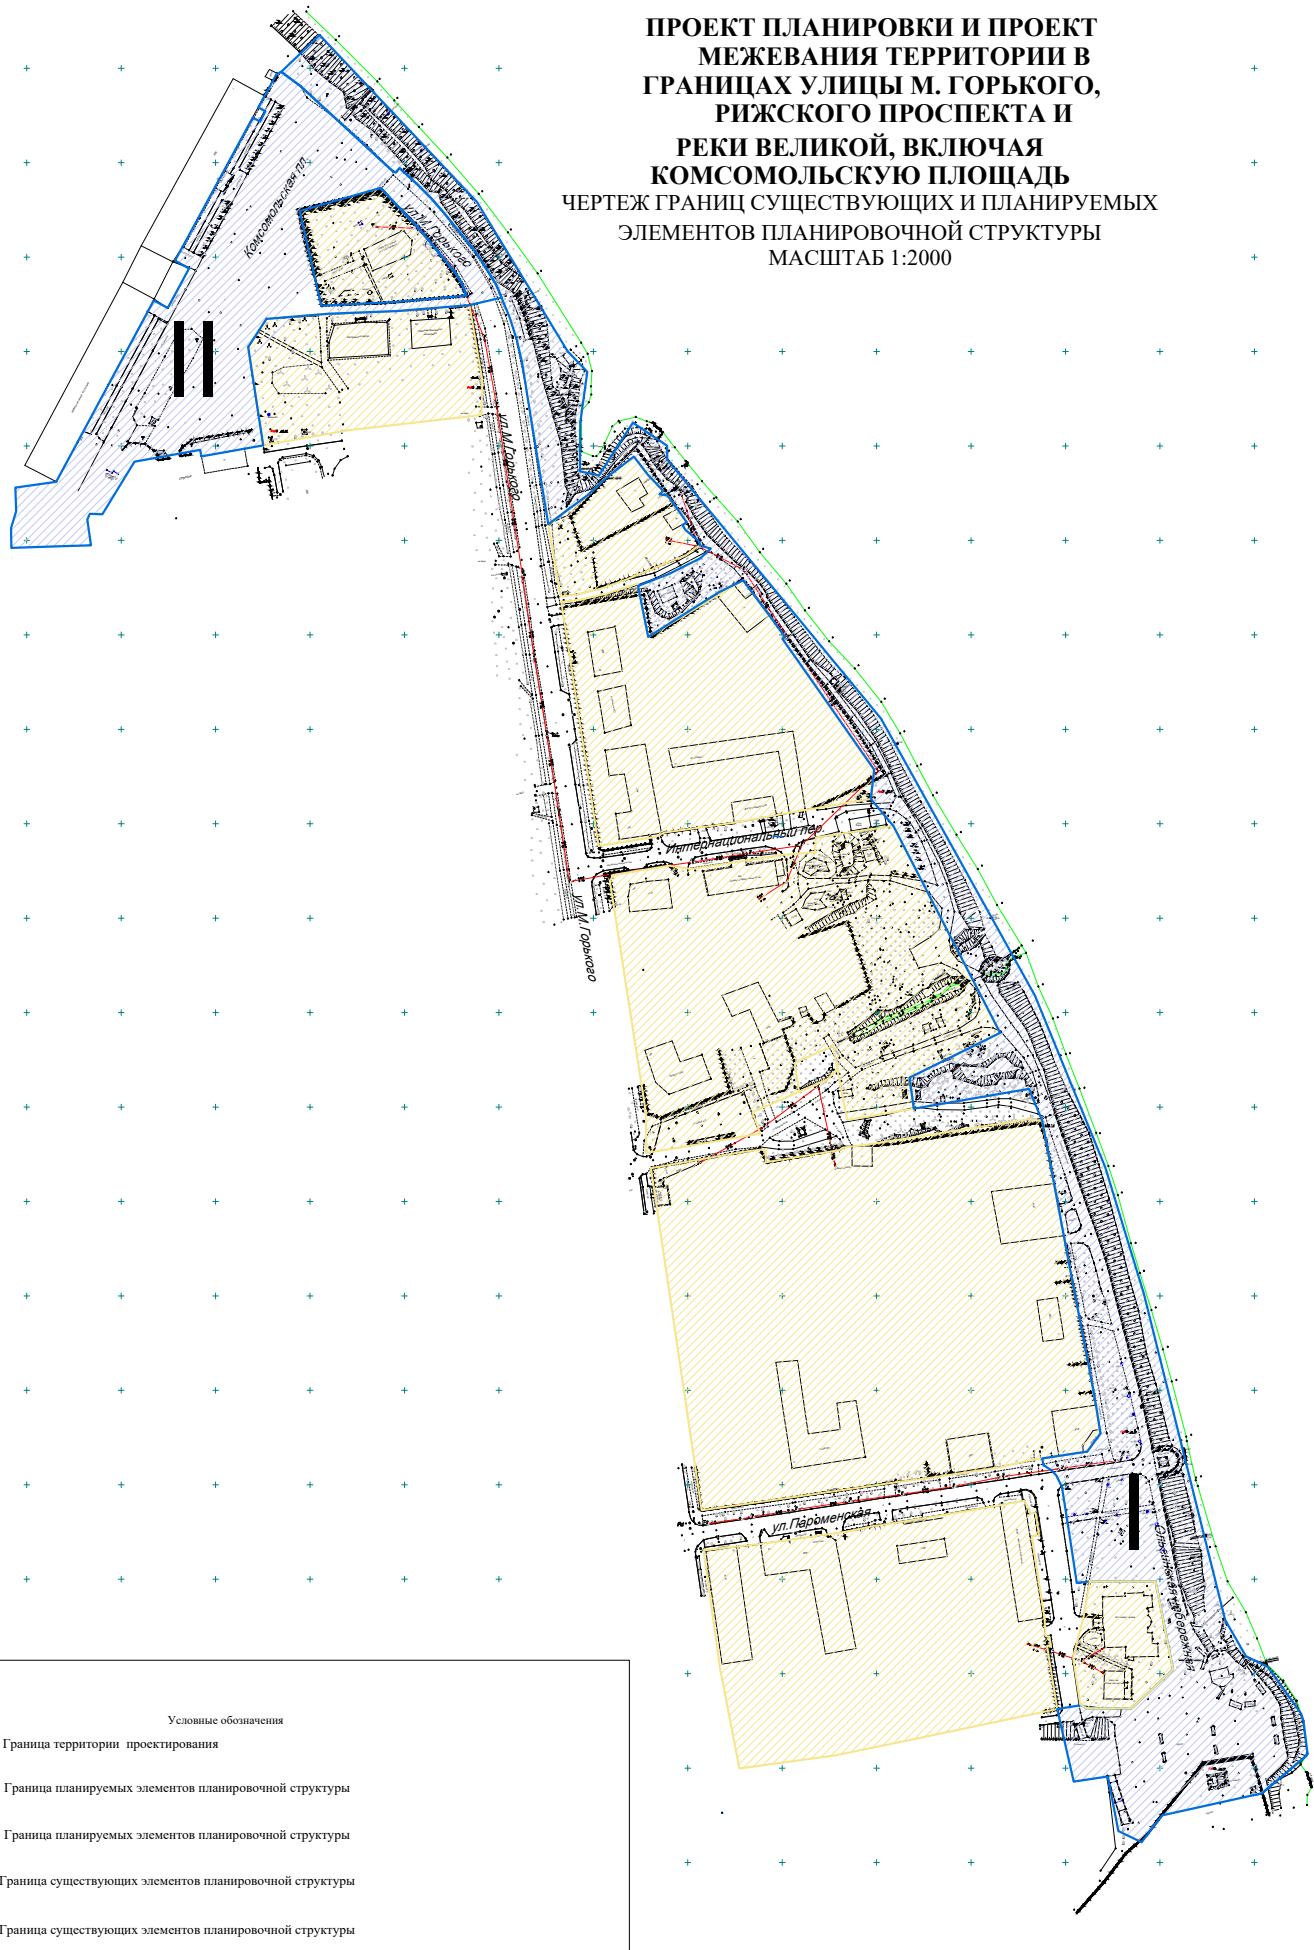 ПРОЕКТ ПЛАНИРОВКИ И ПРОЕКТ
МЕЖЕВАНИЯ ТЕРРИТОРИИ В
ГРАНИЦАХ УЛИЦЫ М. ГОРЬКОГО,
РИЖСКОГО ПРОСПЕКТА И
РЕКИ ВЕЛИКОЙ, ВКЛЮЧАЯ
КОМСОМОЛЬСКУЮ ПЛОЩАДЬ
ЧЕРТЕЖ ГРАНИЦ СУЩЕСТВУЮЩИХ И ПЛАНИРУЕМЫХ
ЭЛЕМЕНТОВ ПЛАНИРОВОЧНОЙ СТРУКТУРЫ
МАСШТАБ 1:2000
Комсомольская пл.
ул.М.Горького
ул.М.Горького
Интернациональный пер.
ул.М.Горького
ул.Пароменская
Ольгинская набережная
Условные обозначения
Граница территории проектирования
Граница планируемых элементов планировочной структуры
Граница планируемых элементов планировочной структуры
Граница существующих элементов планировочной структуры
Граница существующих элементов планировочной структуры